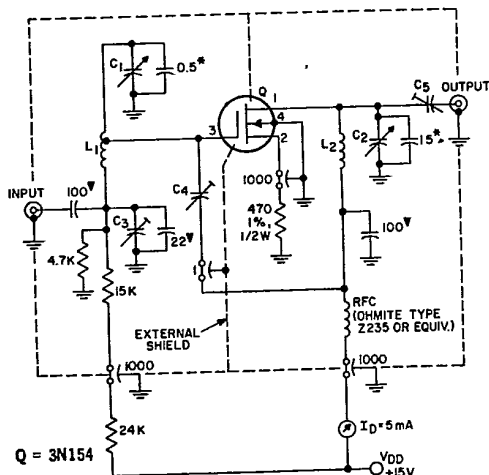 C1
0.5*
Q
1
3
4
2
C5 OUTPUT
L1
C4
L2
C2
15*
1000
INPUT
100▼
C3
22▼
470
1%,
1/2W
100▼
4.7K
15K
1
EXTERNAL
SHIELD
RFC
(OHMITE TYPE
Z235 OR EQUIV.)
1000
1000
24K
ID=5mA
Q = 3N154
VDD
+15V